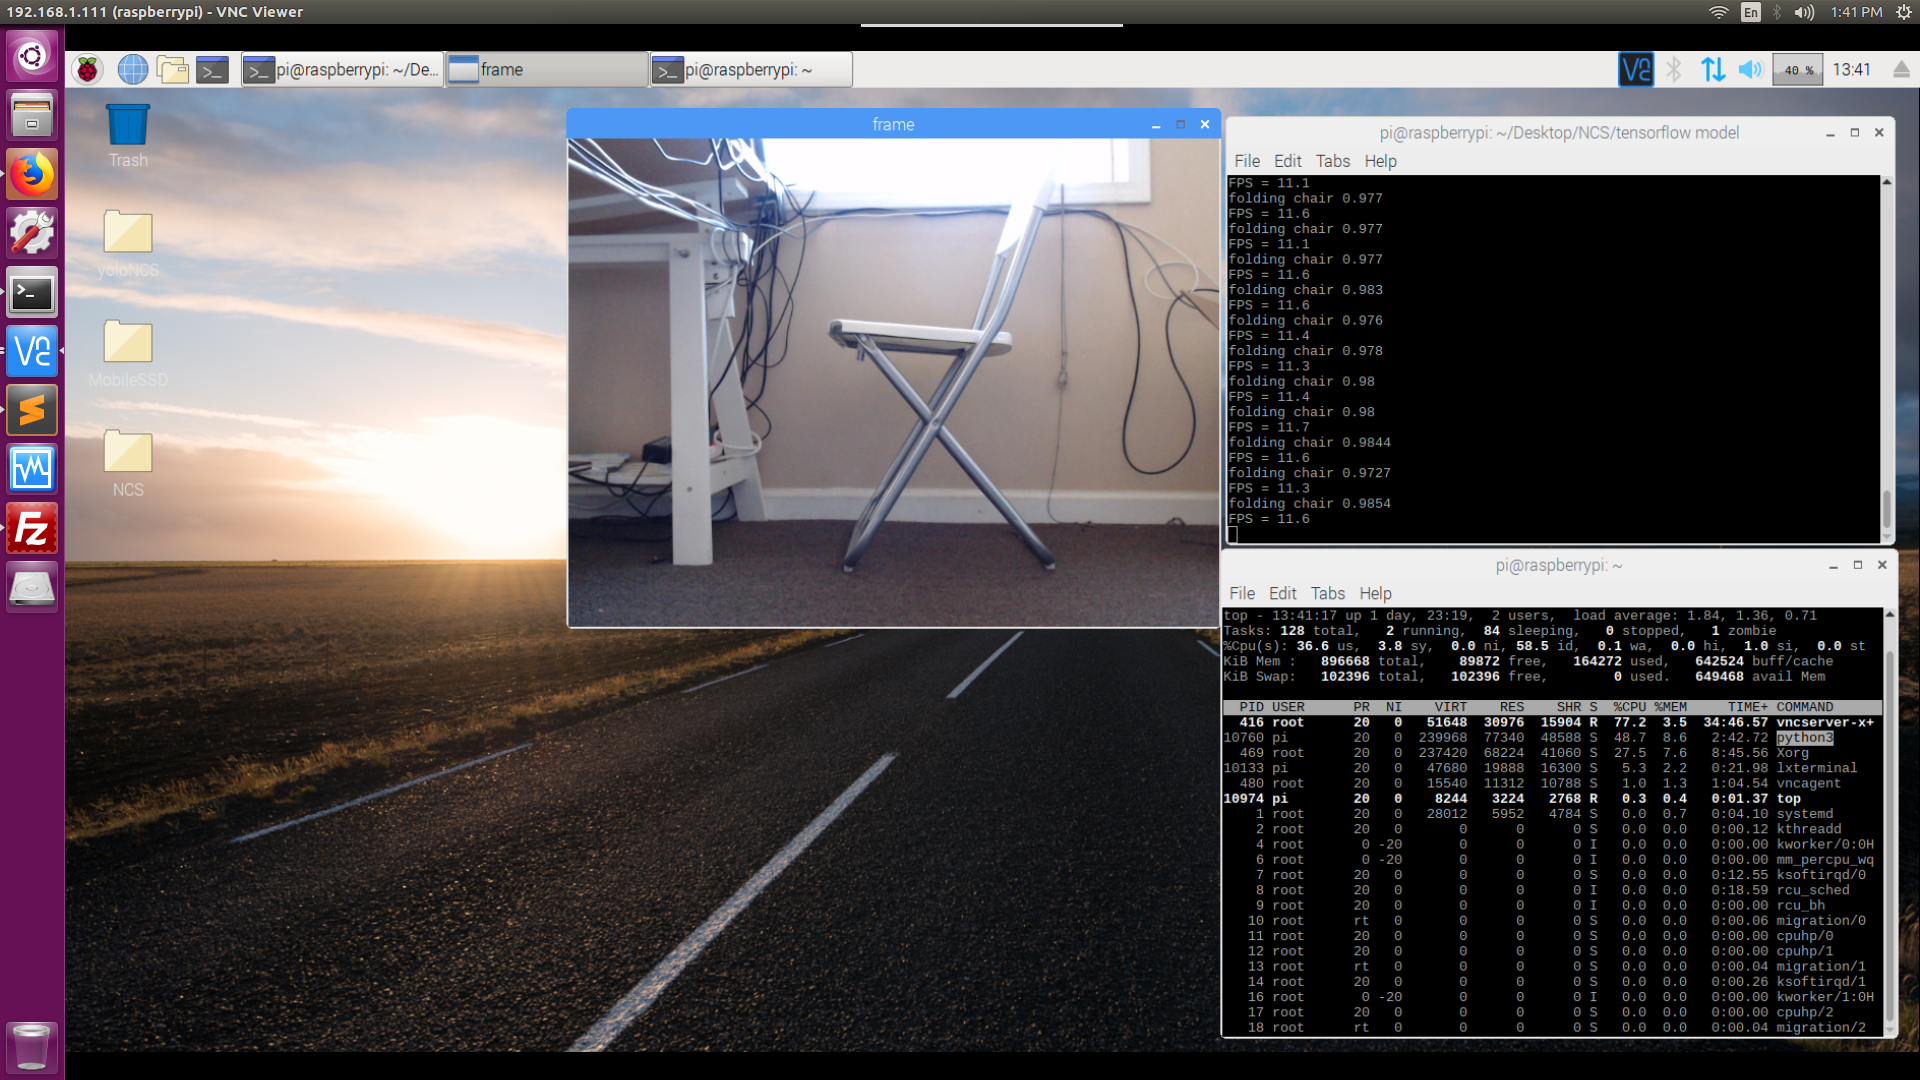 192.168.1.111 (raspberrypi) - VNC Viewer
En
1:41 PM
pi@raspberrypi: ~/De...
frame
pi@raspberrypi: ~
40 %
13:41
Trash
yoloNCS
MobileSSD
NCS
frame
pi@raspberrypi: ~/Desktop/NCS/tensorflow model
File Edit Tabs Help
FPS = 11.1
folding chair 0.977
FPS = 11.6
folding chair 0.977
FPS = 11.1
folding chair 0.977
FPS = 11.6
folding chair 0.983
FPS = 11.6
folding chair 0.976
FPS = 11.4
folding chair 0.978
FPS = 11.3
folding chair 0.98
FPS = 11.4
folding chair 0.98
FPS = 11.7
folding chair 0.9844
FPS = 11.6
folding chair 0.9727
FPS = 11.3
folding chair 0.9854
FPS = 11.6
pi@raspberrypi: ~
File Edit Tabs Help
top - 13:41:17 up 1 day, 23:19, 2 users, load average: 1.84, 1.36, 0.71
Tasks: 128 total, 2 running, 84 sleeping, 0 stopped, 1 zombie
%Cpu(s): 36.6 us, 3.8 sy, 0.0 ni, 58.5 id, 0.1 wa, 0.0 hi, 1.0 si, 0.0 st
KiB Mem : 896668 total, 89872 free, 164272 used, 642524 buff/cache
KiB Swap: 102396 total, 102396 free, 0 used. 649468 avail Mem
PID USER PR NI VIRT RES SHR S %CPU %MEM TIME+ COMMAND
416 root 20 0 51648 30976 15904 R 77.2 3.5 34:46.57 vncserver-x+
10760 pi 20 0 239968 77340 48588 S 48.7 8.6 2:42.72 python3
469 root 20 0 237420 68224 41060 S 27.5 7.6 8:45.56 Xorg
10133 pi 20 0 47680 19888 16300 S 5.3 2.2 0:21.98 lxterminal
480 root 20 0 15540 11312 10788 S 1.0 1.3 1:04.54 vncagent
10974 pi 20 0 8244 3224 2768 R 0.3 0.4 0:01.37 top
1 root 20 0 28012 5952 4784 S 0.0 0.7 0:04.10 systemd
2 root 20 0 0 0 0 S 0.0 0.0 0:00.12 kthreadd
4 root 0 -20 0 0 0 I 0.0 0.0 0:00.00 kworker/0:0H
6 root 0 -20 0 0 0 I 0.0 0.0 0:00.00 mm_percpu_wq
7 root 20 0 0 0 0 S 0.0 0.0 0:12.55 ksoftirqd/0
8 root 20 0 0 0 0 I 0.0 0.0 0:18.59 rcu_sched
9 root 20 0 0 0 0 I 0.0 0.0 0:00.00 rcu_bh
10 root rt 0 0 0 0 S 0.0 0.0 0:00.06 migration/0
11 root 20 0 0 0 0 S 0.0 0.0 0:00.00 cpuhp/0
12 root 20 0 0 0 0 S 0.0 0.0 0:00.00 cpuhp/1
13 root rt 0 0 0 0 S 0.0 0.0 0:00.04 migration/1
14 root 20 0 0 0 0 S 0.0 0.0 0:00.26 ksoftirqd/1
16 root 0 -20 0 0 0 I 0.0 0.0 0:00.00 kworker/1:0H
17 root 20 0 0 0 0 S 0.0 0.0 0:00.00 cpuhp/2
18 root rt 0 0 0 0 S 0.0 0.0 0:00.04 migration/2